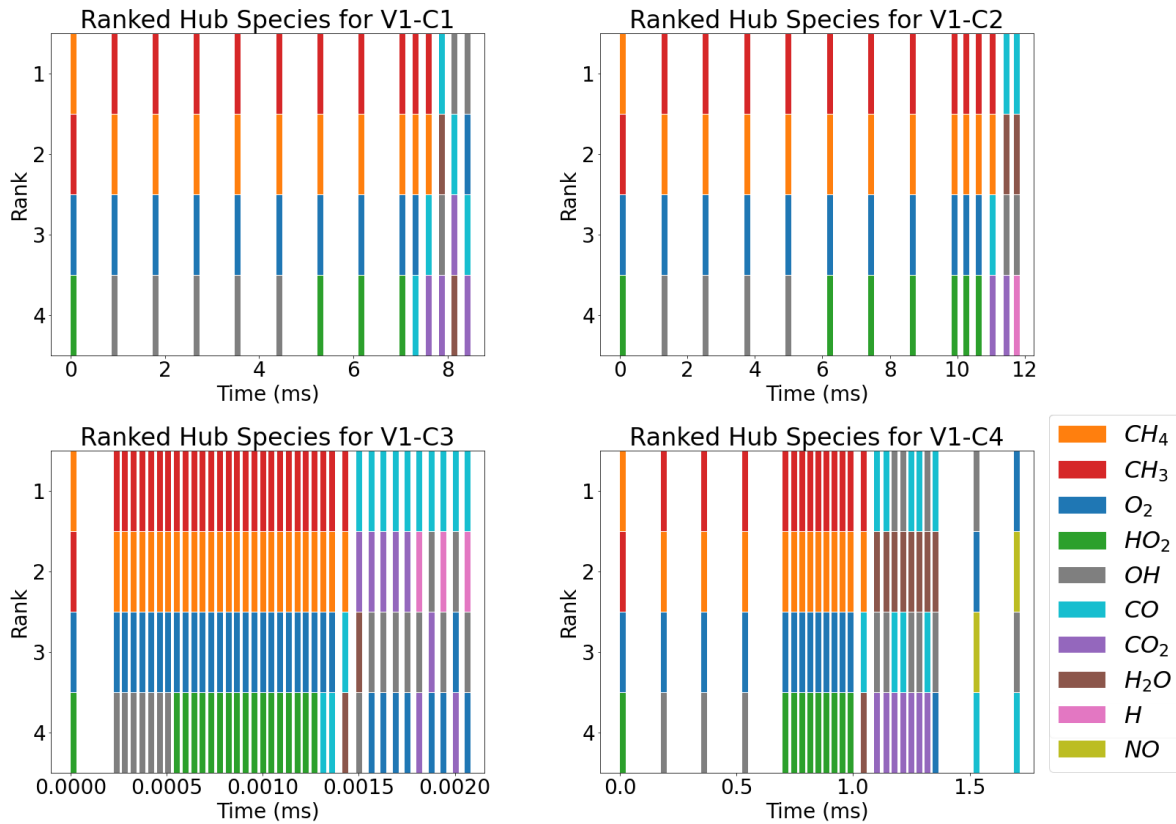 Ranked Hub Species for V1-C1
Rank
1
2
3
4
0 2 4 6 8
Time (ms)
Ranked Hub Species for V1-C2
Rank
1
2
3
4
0 2 4 6 8 10 12
Time (ms)
Ranked Hub Species for V1-C3
Rank
1
2
3
4
0.0000 0.0005 0.0010 0.0015 0.0020
Time (ms)
Ranked Hub Species for V1-C4
Rank
1
2
3
4
0.0 0.5 1.0 1.5
Time (ms)
CH₄
CH₃
O₂
HO₂
OH
CO
CO₂
H₂O
H
NO